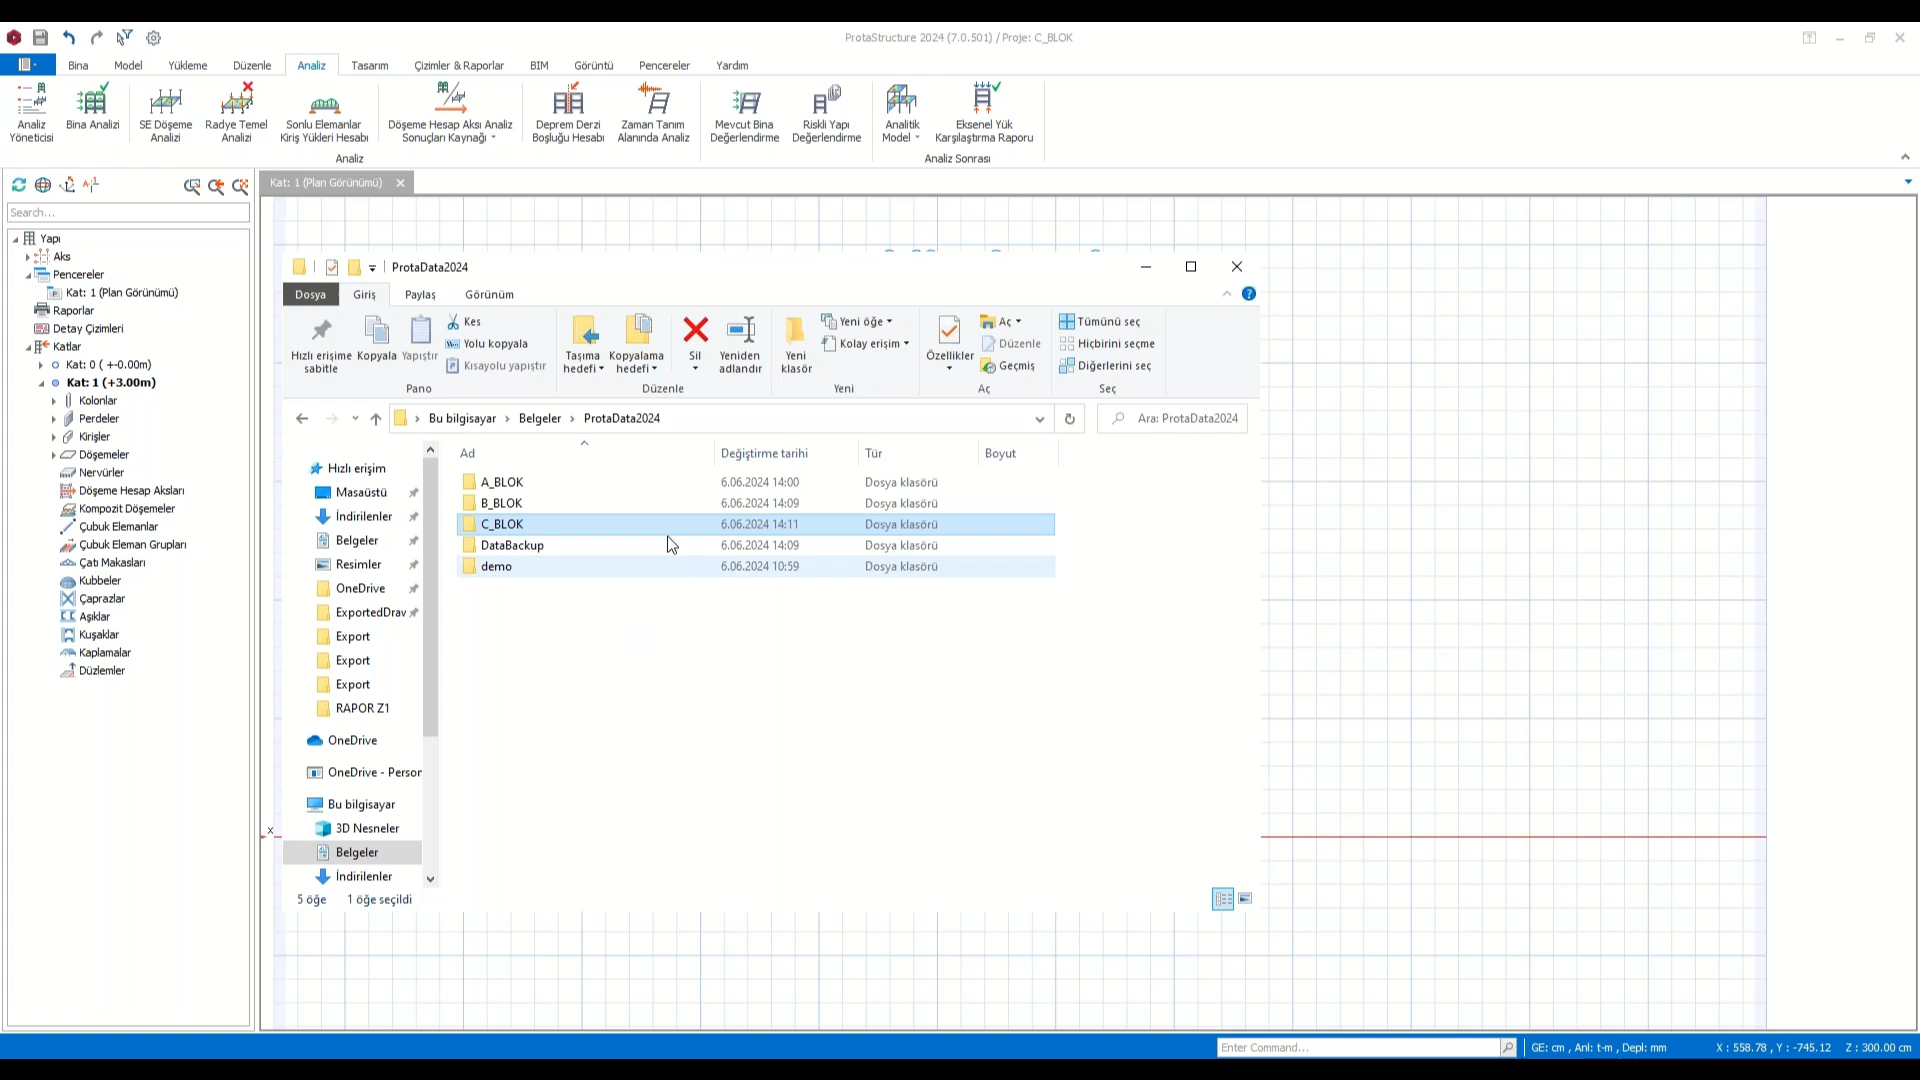 ProtaStructure 2024 (7.0.501) / Proje: C_BLOK
Bina Model Yükleme Düzenle Analiz Tasarım Çizimler & Raporlar BIM Görüntü Pencereler Yardım
Analiz Yöneticisi
Bina Analizi
SE Döşeme Analizi
Radye Temel Analizi
Sonlu Elemanlar Kiriş Yükleri Hesabı
Döşeme Hesap Aksı Analiz Sonuçları Kaynağı
Deprem Derzi Boşluğu Hesabı
Zaman Tanım Alanında Analiz
Mevcut Bina Değerlendirme
Riskli Yapı Değerlendirme
Analitik Model
Eksenel Yük Karşılaştırma Raporu
Analiz
Analiz Sonrası
Kat: 1 (Plan Görünümü)
Search...
Yapı
Aks
Pencereler
Kat: 1 (Plan Görünümü)
Raporlar
Detay Çizimleri
Katlar
Kat: 0 ( +-0.00m)
Kat: 1 (+3.00m)
Kolonlar
Perdeler
Kirişler
Döşemeler
Nervürler
Döşeme Hesap Aksları
Kompozit Döşemeler
Çubuk Elemanlar
Çubuk Eleman Grupları
Çatı Makasları
Kubbeler
Çaprazlar
Aşıklar
Kuşaklar
Kaplamalar
Düzlemler
ProtaData2024
Dosya Giriş Paylaş Görünüm
Hızlı erişime sabitle
Kopyala
Yapıştır
Kes
Yolu kopyala
Kısayolu yapıştır
Pano
Taşıma hedefi
Kopyalama hedefi
Sil
Yeniden adlandır
Düzenle
Yeni klasör
Yeni öğe
Kolay erişim
Yeni
Özellikler
Aç
Düzenle
Geçmiş
Aç
Tümünü seç
Hiçbirini seçme
Diğerlerini seç
Seç
Bu bilgisayar Belgeler ProtaData2024
Ara: ProtaData2024
Hızlı erişim
Masaüstü
İndirilenler
Belgeler
Resimler
OneDrive
ExportedDrav
Export
Export
Export
RAPOR Z1
OneDrive
OneDrive - Person
Bu bilgisayar
3D Nesneler
Belgeler
İndirilenler
Ad Değiştirme tarihi Tür Boyut
A_BLOK 6.06.2024 14:00 Dosya klasörü
B_BLOK 6.06.2024 14:09 Dosya klasörü
C_BLOK 6.06.2024 14:11 Dosya klasörü
DataBackup 6.06.2024 14:09 Dosya klasörü
demo 6.06.2024 10:59 Dosya klasörü
5 öğe 1 öğe seçildi
x
Enter Command...
GE: cm , Anl: t-m , Depl: mm
X : 558.78 , Y : -745.12 Z : 300.00 cm